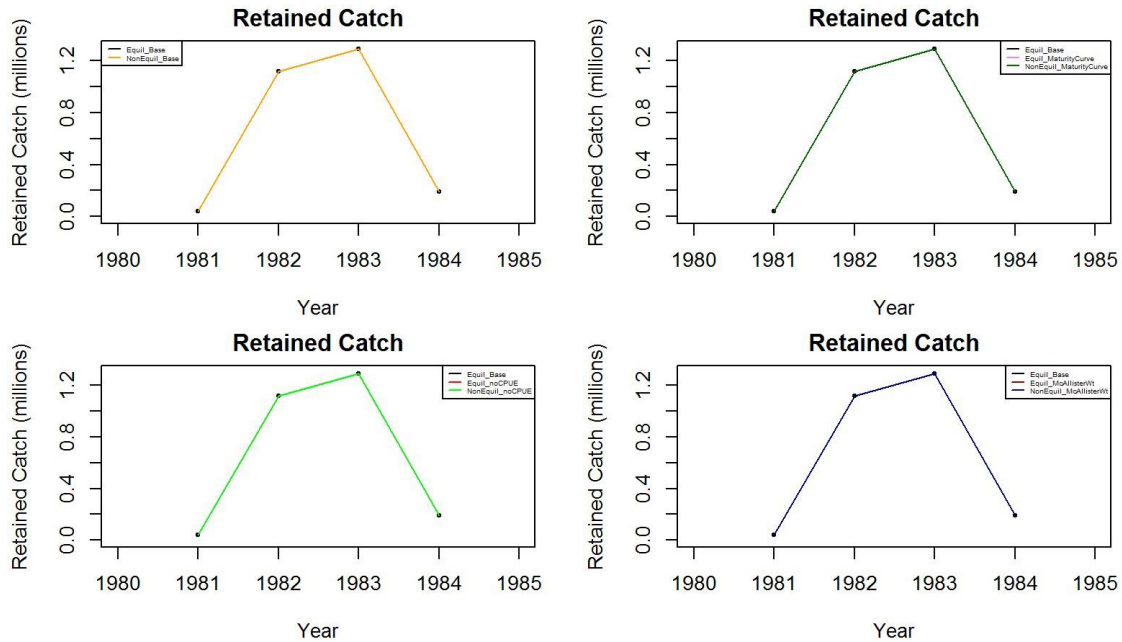 Retained Catch
Retained Catch (millions)
1.2
0.8
0.4
0.0
Equil_Base
NonEquil_Base
1980 1981 1982 1983 1984 1985
Year
Retained Catch
Retained Catch (millions)
1.2
0.8
0.4
0.0
Equil_Base
Equil_MaturityCurve
NonEquil_MaturityCurve
1980 1981 1982 1983 1984 1985
Year
Retained Catch
Retained Catch (millions)
1.2
0.8
0.4
0.0
Equil_Base
Equil_noCPUE
NonEquil_noCPUE
1980 1981 1982 1983 1984 1985
Year
Retained Catch
Retained Catch (millions)
1.2
0.8
0.4
0.0
Equil_Base
Equil_McAllisterWt
NonEquil_McAllisterWt
1980 1981 1982 1983 1984 1985
Year